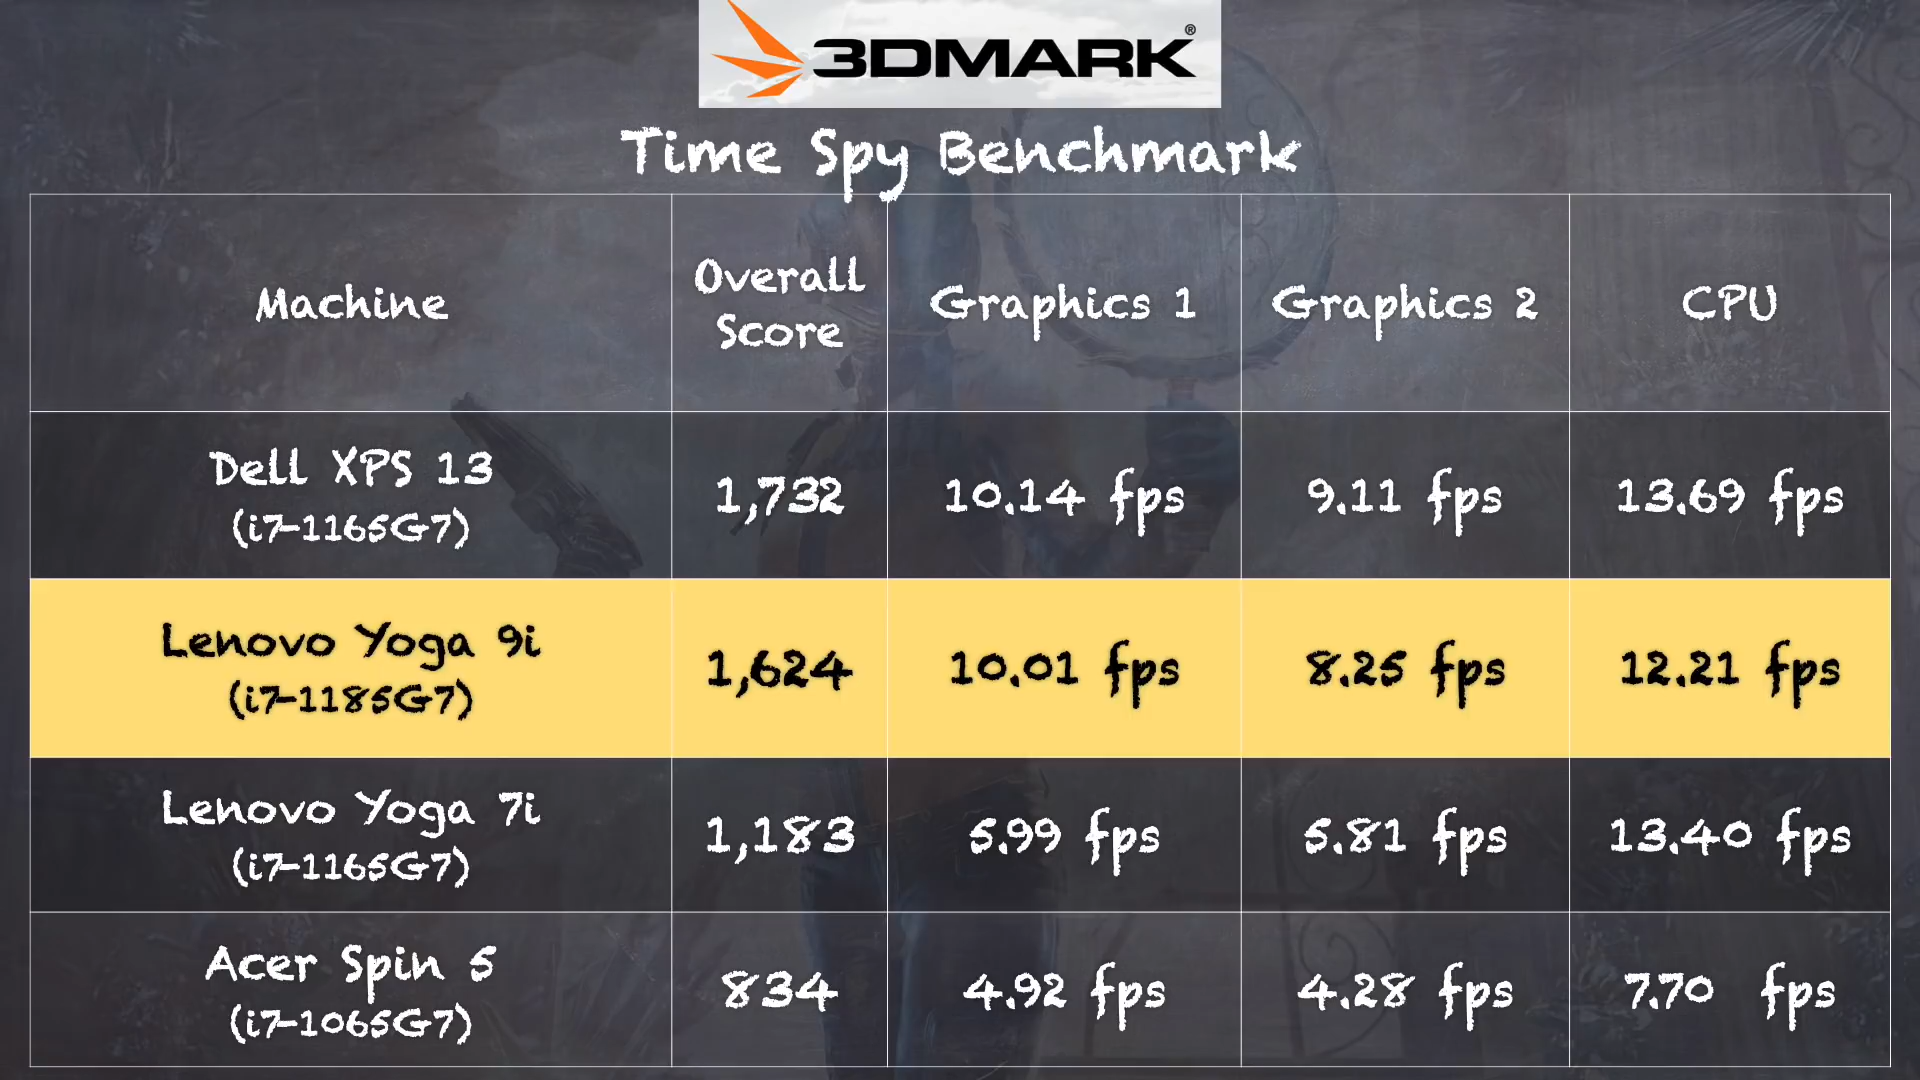 3DMARK®
Time Spy Benchmark
Machine
Overall
Score
Graphics 1
Graphics 2
CPU
Dell XPS 13
(i7-1165G7)
1,732
10.14 fps
9.11 fps
13.69 fps
Lenovo Yoga 9i
(i7-1185G7)
1,624
10.01 fps
8.25 fps
12.21 fps
Lenovo Yoga 7i
(i7-1165G7)
1,183
5.99 fps
5.81 fps
13.40 fps
Acer Spin 5
(i7-1065G7)
834
4.92 fps
4.28 fps
7.70 fps